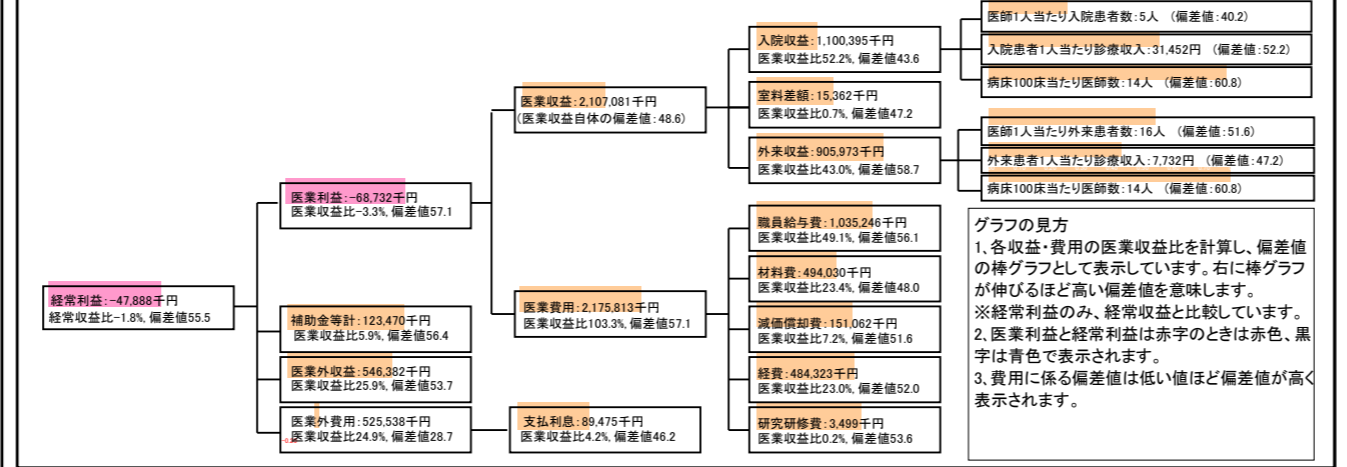 経常利益:-47,888千円
経常収支比-1.8%, 偏差値55.5
医業利益:-68,732千円
医業収益比-3.3%, 偏差値57.1
補助金等計:123,470千円
医業収益比5.9%, 偏差値56.4
医業外収益:546,382千円
医業収益比25.9%, 偏差値53.7
医業外費用:525,538千円
医業収益比24.9%, 偏差値28.7
医業収益:2,107,081千円
(医業収益自体の偏差値:48.6)
医業費用:2,175,813千円
医業収益比103.3%, 偏差値57.1
支払利息:89,475千円
医業収益比4.2%, 偏差値46.2
入院収益:1,100,395千円
医業収益比52.2%, 偏差値43.6
室料差額:15,362千円
医業収益比0.7%, 偏差値47.2
外来収益:905,973千円
医業収益比43.0%, 偏差値58.7
職員給与費:1,035,246千円
医業収益比49.1%, 偏差値56.1
材料費:494,030千円
医業収益比23.4%, 偏差値48.0
減価償却費:151,062千円
医業収益比7.2%, 偏差値51.6
経費:484,323千円
医業収益比23.0%, 偏差値52.0
研究研修費:3,499千円
医業収益比0.2%, 偏差値53.6
医師1人当たり入院患者数:5人 (偏差値:40.2)
入院患者1人当たり診療収入:31,452円 (偏差値:52.2)
病床100床当たり医師数:14人 (偏差値:60.8)
医師1人当たり外来患者数:16人 (偏差値:51.6)
外来患者1人当たり診療収入:7,732円 (偏差値:47.2)
病床100床当たり医師数:14人 (偏差値:60.8)
グラフの見方
1、各収益・費用の医業収益比を計算し、偏差値
の棒グラフとして表示しています。右に棒グラフ
が伸びるほど高い偏差値を意味します。
※経常利益のみ、経常収益と比較しています。
2、医業利益と経常利益は赤字のときは赤色、黒
字は青色で表示されます。
3、費用に係る偏差値は低い値ほど偏差値が高く
表示されます。